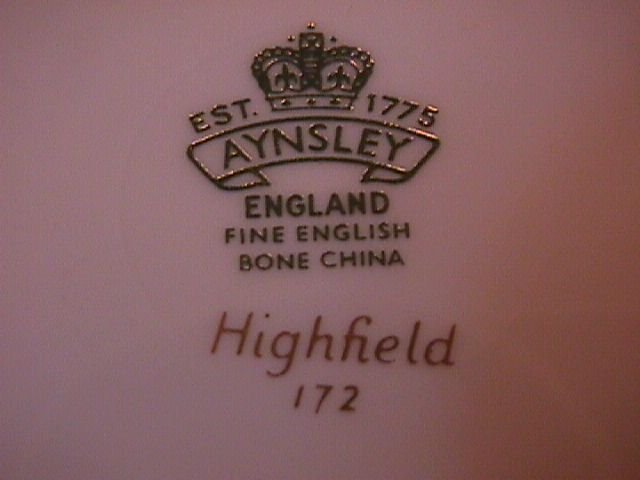 EST. 1775
AYNSLEY
ENGLAND
FINE ENGLISH
BONE CHINA
Highfield
172